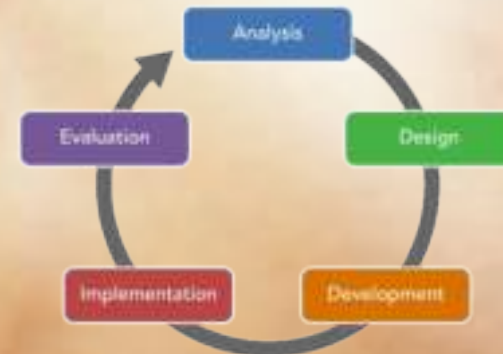 Analysis
Design
Development
Implementation
Evaluation